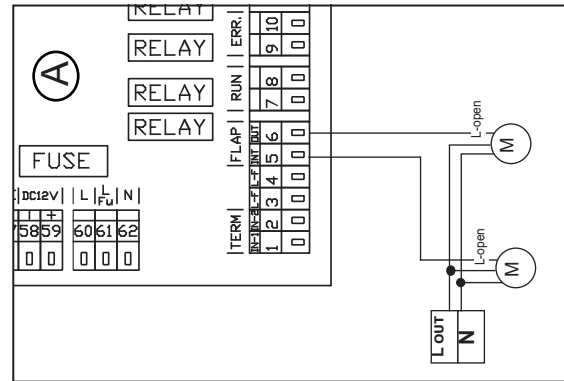 RELAY
RELAY
RELAY
RELAY
A
FUSE
DC12V | L | L Fu | N
- +
58 59 60 61 62
ERR.
10
9
RUN
8
7
FLAP
OUT 6
INT 5
L-F 4
L-F 3
TERM
IN-2 2
IN-1 1
L-open
M
L-open
M
L OUT
N